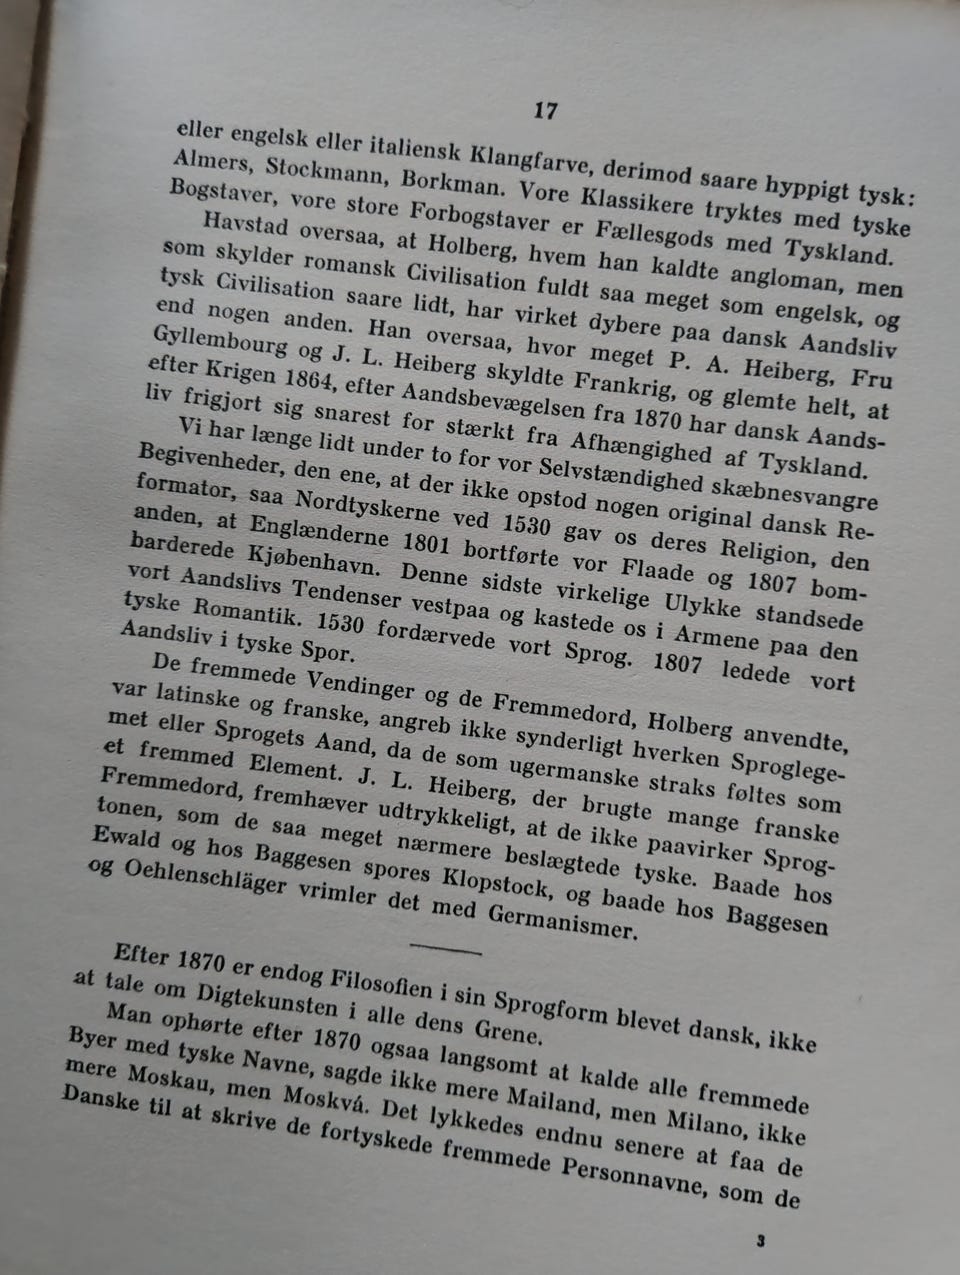 17
eller engelsk eller italiensk Klangfarve, derimod saare hyppigt tysk:
Almers, Stockmann, Borkman. Vore Klassikere tryktes med tyske
Bogstaver, vore store Forbogstaver er Fællesgods med Tyskland.
Havstad oversaa, at Holberg, hvem han kaldte angloman, men
som skylder romansk Civilisation fuldt saa meget som engelsk, og
tysk Civilisation saare lidt, har virket dybere paa dansk Aandsliv
end nogen anden. Han oversaa, hvor meget P. A. Heiberg, Fru
Gyllembourg og J. L. Heiberg skyldte Frankrig, og glemte helt, at
efter Krigen 1864, efter Aandsbevægelsen fra 1870 har dansk Aands-
liv frigjort sig snarest for stærkt fra Afhængighed af Tyskland.
Vi har længe lidt under to for vor Selvstændighed skæbnesvangre
Begivenheder, den ene, at der ikke opstod nogen original dansk Re-
formator, saa Nordtyskerne ved 1530 gav os deres Religion, den
anden, at Englænderne 1801 bortførte vor Flaade og 1807 bom-
barderede Kjøbenhavn. Denne sidste virkelige Ulykke standsede
vort Aandslivs Tendenser vestpaa og kastede os i Armene paa den
tyske Romantik. 1530 fordærvede vort Sprog. 1807 ledede vort
Aandsliv i tyske Spor.
De fremmede Vendinger og de Fremmedord, Holberg anvendte,
var latinske og franske, angreb ikke synderligt hverken Sproglege-
met eller Sprogets Aand, da de som ugermanske straks føltes som
et fremmed Element. J. L. Heiberg, der brugte mange franske
Fremmedord, fremhæver udtrykkeligt, at de ikke paavirker Sprog-
tonen, som de saa meget nærmere beslægtede tyske. Baade hos
Ewald og hos Baggesen spores Klopstock, og baade hos Baggesen
og Oehlenschläger vrimler det med Germanismer.
Efter 1870 er endog Filosofien i sin Sprogform blevet dansk, ikke
at tale om Digtekunsten i alle dens Grene.
Man ophørte efter 1870 ogsaa langsomt at kalde alle fremmede
Byer med tyske Navne, sagde ikke mere Mailand, men Milano, ikke
mere Moskau, men Moskvá. Det lykkedes endnu senere at faa de
Danske til at skrive de fortyskede fremmede Personnavne, som de
3